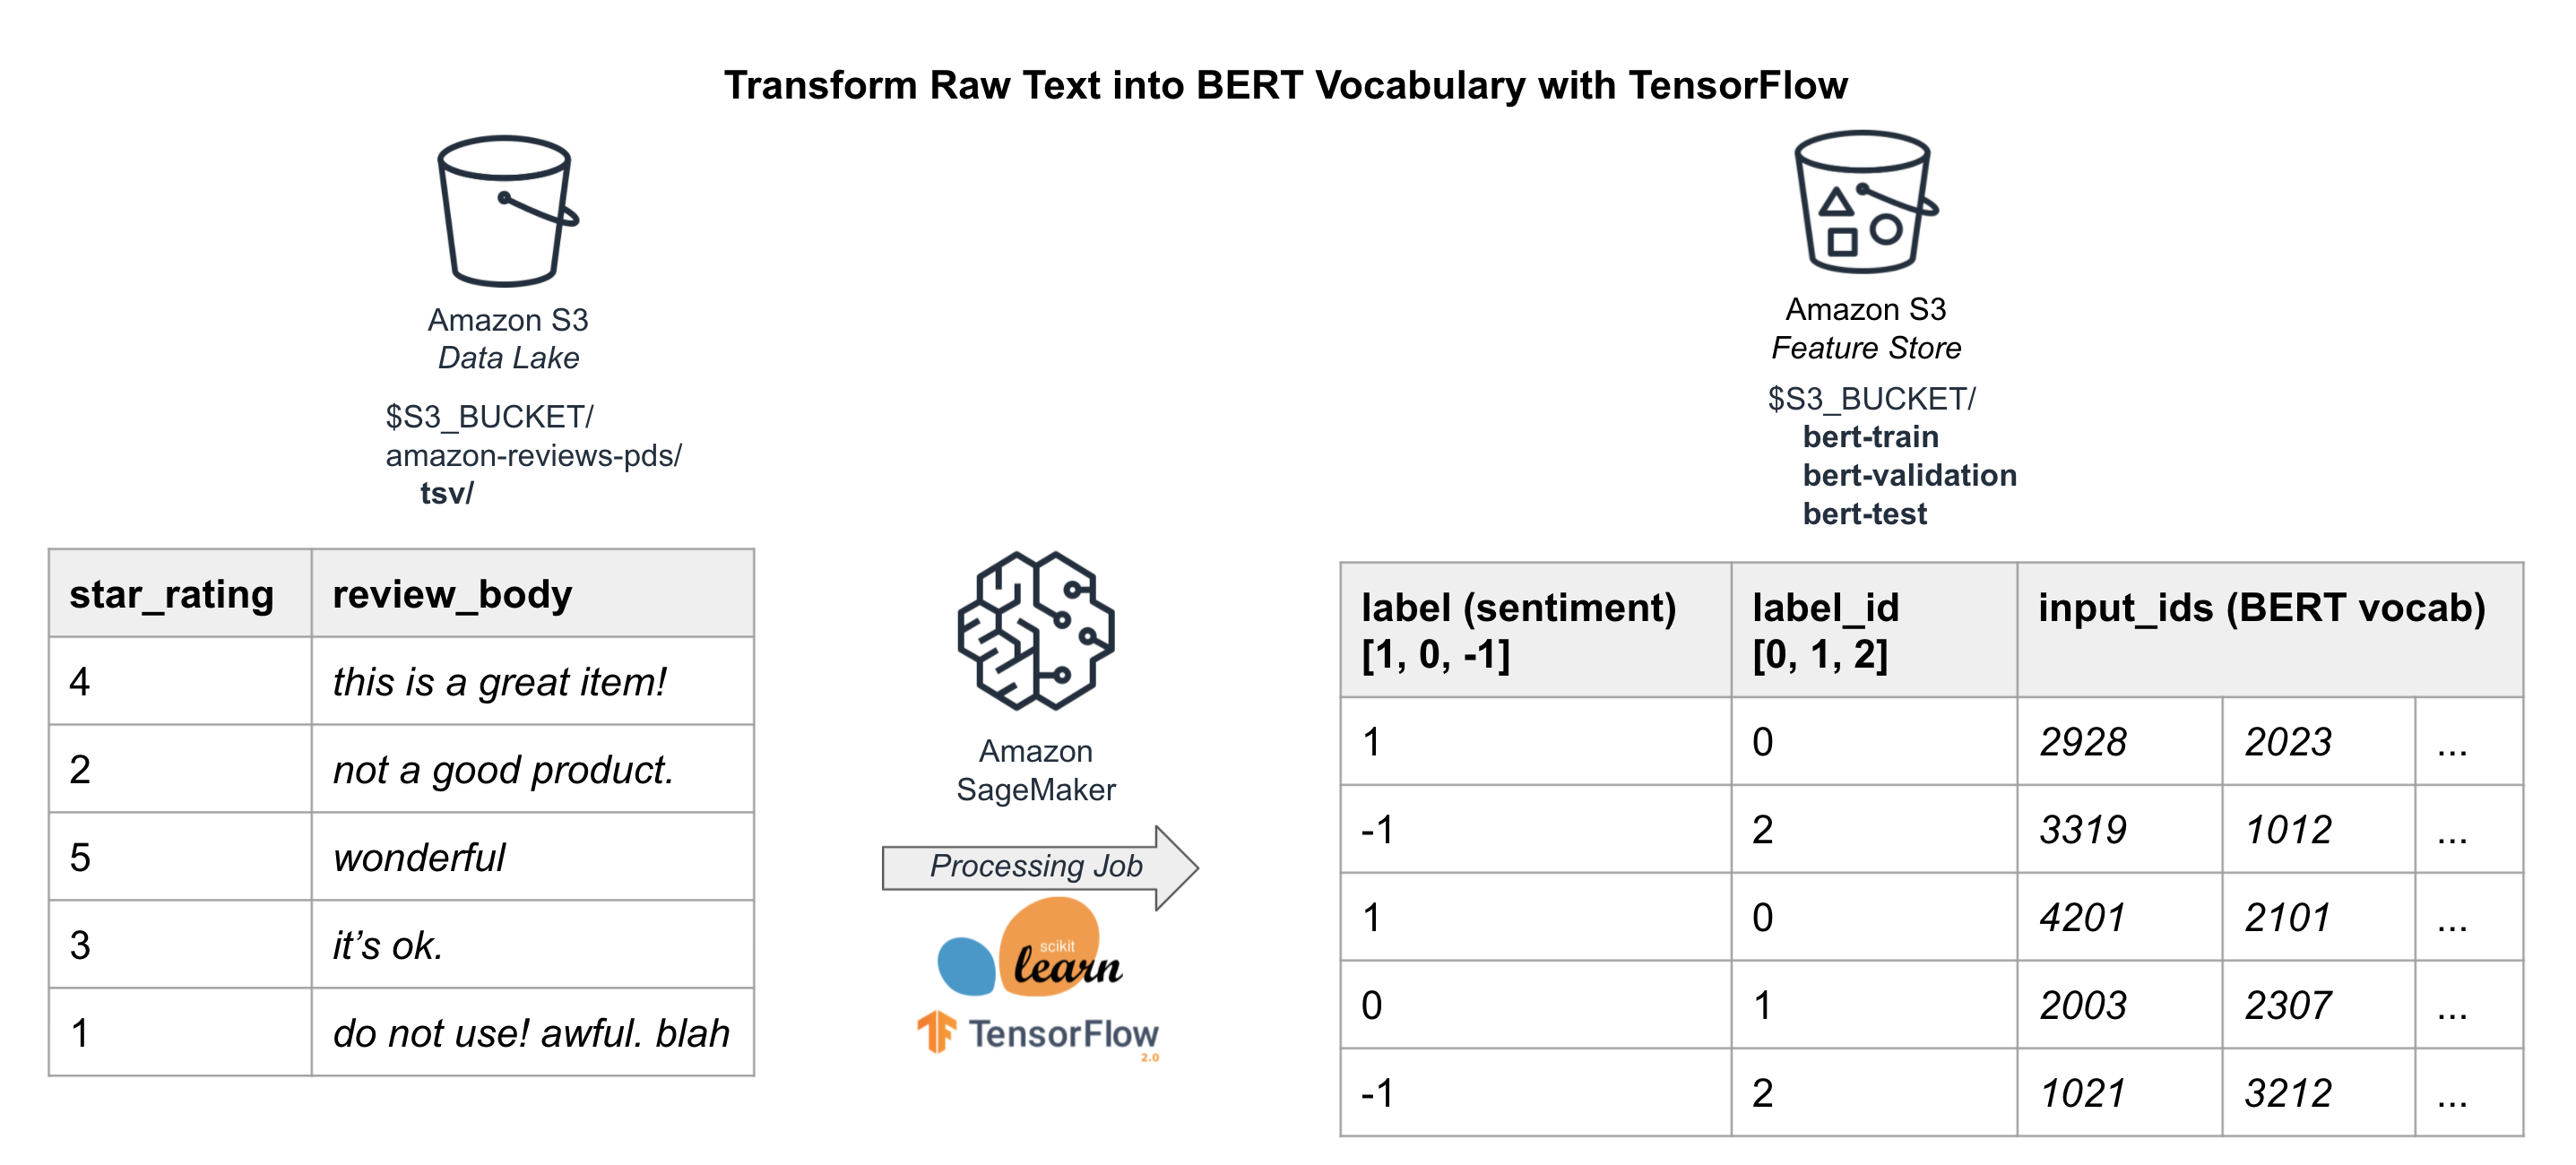 Transform Raw Text into BERT Vocabulary with TensorFlow
Amazon S3
Data Lake
$S3_BUCKET/
amazon-reviews-pds/
tsv/
star_rating review_body
4 this is a great item!
2 not a good product.
5 wonderful
3 it’s ok.
1 do not use! awful. blah
Amazon
SageMaker
Processing Job
scikit
learn
TensorFlow
2.0
Amazon S3
Feature Store
$S3_BUCKET/
bert-train
bert-validation
bert-test
label (sentiment) label_id input_ids (BERT vocab)
[1, 0, -1] [0, 1, 2]
1 0 2928 2023 ...
-1 2 3319 1012 ...
1 0 4201 2101 ...
0 1 2003 2307 ...
-1 2 1021 3212 ...